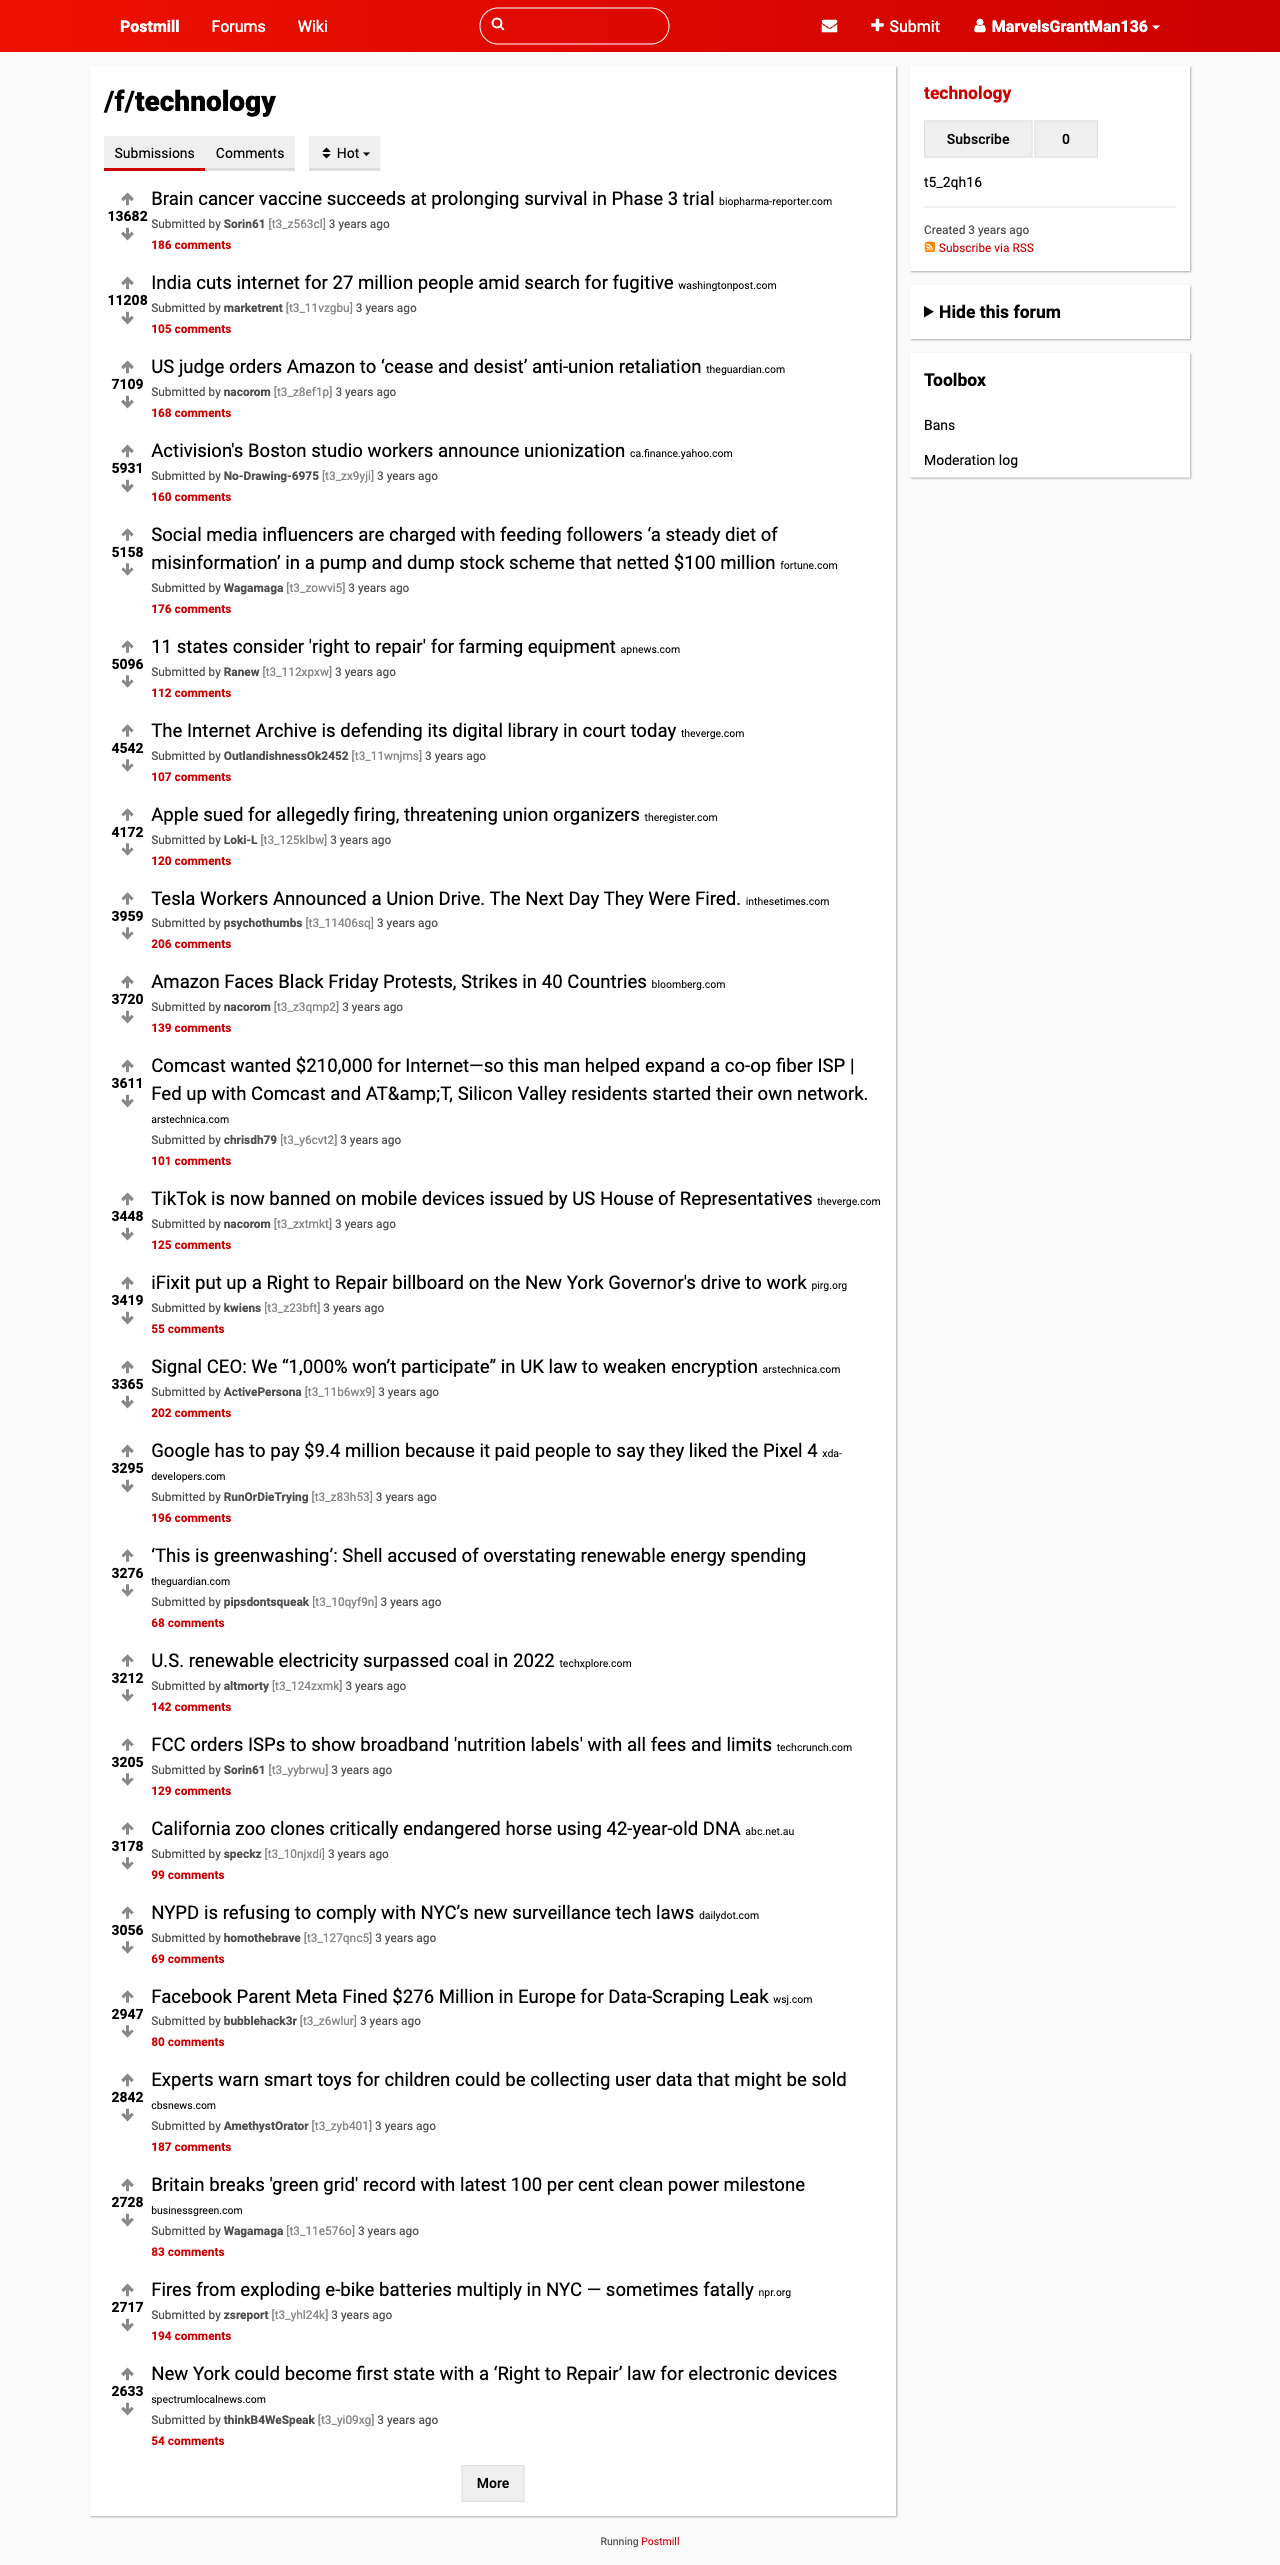 Postmill Forums Wiki Submit MarvelsGrantMan136
/f/technology
Submissions Comments Hot
Brain cancer vaccine succeeds at prolonging survival in Phase 3 trial biopharma-reporter.com
13682
Submitted by Sorin61 [t3_z563cl] 3 years ago
186 comments
India cuts internet for 27 million people amid search for fugitive washingtonpost.com
11208
Submitted by marketrent [t3_11vzgbu] 3 years ago
105 comments
US judge orders Amazon to ‘cease and desist’ anti-union retaliation theguardian.com
7109
Submitted by nacorom [t3_z8ef1p] 3 years ago
168 comments
Activision's Boston studio workers announce unionization ca.finance.yahoo.com
5931
Submitted by No-Drawing-6975 [t3_zx9yji] 3 years ago
160 comments
Social media influencers are charged with feeding followers ‘a steady diet of
5158
misinformation’ in a pump and dump stock scheme that netted $100 million fortune.com
Submitted by Wagamaga [t3_zowvi5] 3 years ago
176 comments
11 states consider 'right to repair' for farming equipment apnews.com
5096
Submitted by Ranew [t3_112xpxw] 3 years ago
112 comments
The Internet Archive is defending its digital library in court today theverge.com
4542
Submitted by OutlandishnessOk2452 [t3_11wnjms] 3 years ago
107 comments
Apple sued for allegedly firing, threatening union organizers theregister.com
4172
Submitted by Loki-L [t3_125klbw] 3 years ago
120 comments
Tesla Workers Announced a Union Drive. The Next Day They Were Fired. inthesetimes.com
3959
Submitted by psychothumbs [t3_11406sq] 3 years ago
206 comments
Amazon Faces Black Friday Protests, Strikes in 40 Countries bloomberg.com
3720
Submitted by nacorom [t3_z3qmp2] 3 years ago
139 comments
Comcast wanted $210,000 for Internet—so this man helped expand a co-op fiber ISP |
3611
Fed up with Comcast and AT&amp;T, Silicon Valley residents started their own network.
arstechnica.com
Submitted by chrisdh79 [t3_y6cvt2] 3 years ago
101 comments
TikTok is now banned on mobile devices issued by US House of Representatives theverge.com
3448
Submitted by nacorom [t3_zxtmkt] 3 years ago
125 comments
iFixit put up a Right to Repair billboard on the New York Governor's drive to work pirg.org
3419
Submitted by kwiens [t3_z23bft] 3 years ago
55 comments
Signal CEO: We “1,000% won’t participate” in UK law to weaken encryption arstechnica.com
3365
Submitted by ActivePersona [t3_11b6wx9] 3 years ago
202 comments
Google has to pay $9.4 million because it paid people to say they liked the Pixel 4 xda-
3295
developers.com
Submitted by RunOrDieTrying [t3_z83h53] 3 years ago
196 comments
‘This is greenwashing’: Shell accused of overstating renewable energy spending
3276
theguardian.com
Submitted by pipsdontsqueak [t3_10qyf9n] 3 years ago
68 comments
U.S. renewable electricity surpassed coal in 2022 techxplore.com
3212
Submitted by altmorty [t3_124zxmk] 3 years ago
142 comments
FCC orders ISPs to show broadband 'nutrition labels' with all fees and limits techcrunch.com
3205
Submitted by Sorin61 [t3_yybrwu] 3 years ago
129 comments
California zoo clones critically endangered horse using 42-year-old DNA abc.net.au
3178
Submitted by speckz [t3_10njxdi] 3 years ago
99 comments
NYPD is refusing to comply with NYC’s new surveillance tech laws dailydot.com
3056
Submitted by homothebrave [t3_127qnc5] 3 years ago
69 comments
Facebook Parent Meta Fined $276 Million in Europe for Data-Scraping Leak wsj.com
2947
Submitted by bubblehack3r [t3_z6wlur] 3 years ago
80 comments
Experts warn smart toys for children could be collecting user data that might be sold
2842
cbsnews.com
Submitted by AmethystOrator [t3_zyb401] 3 years ago
187 comments
Britain breaks 'green grid' record with latest 100 per cent clean power milestone
2728
businessgreen.com
Submitted by Wagamaga [t3_11e576o] 3 years ago
83 comments
Fires from exploding e-bike batteries multiply in NYC — sometimes fatally npr.org
2717
Submitted by zsreport [t3_yhl24k] 3 years ago
194 comments
New York could become first state with a ‘Right to Repair’ law for electronic devices
2633
spectrumlocalnews.com
Submitted by thinkB4WeSpeak [t3_yi09xg] 3 years ago
54 comments
More
technology
Subscribe 0
t5_2qh16
Created 3 years ago
Subscribe via RSS
Hide this forum
Toolbox
Bans
Moderation log
Running Postmill